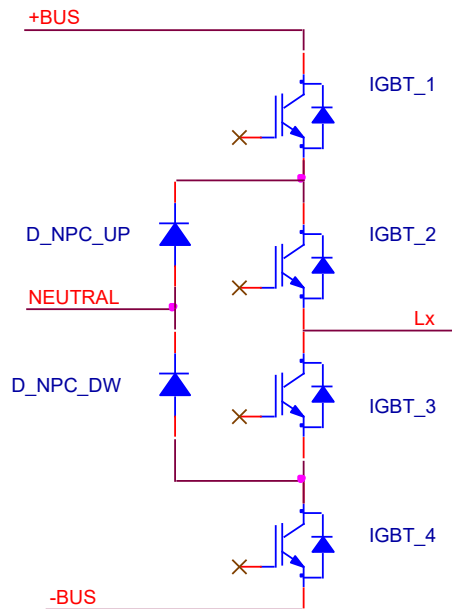 +BUS
IGBT_1
D_NPC_UP
IGBT_2
NEUTRAL
Lx
D_NPC_DW
IGBT_3
IGBT_4
-BUS